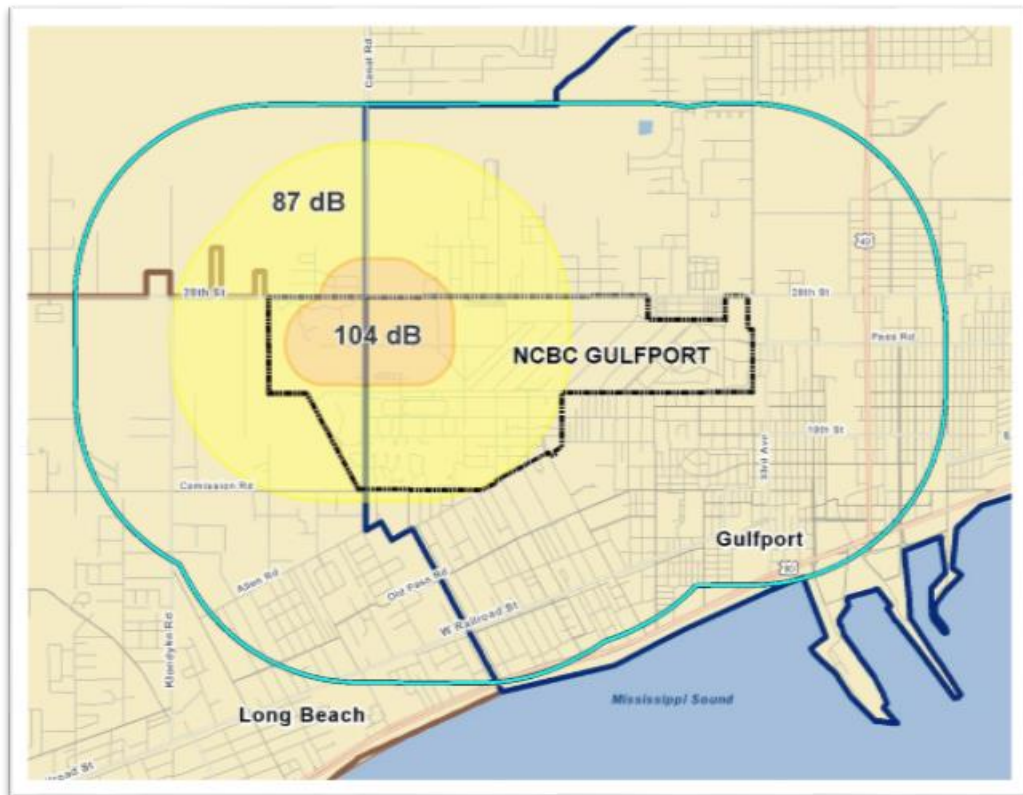 Canal Rd
87 dB
49
28th St
28th St
104 dB
Pass Rd
NCBC GULFPORT
19th St
33rd Ave
Comission Rd
Gulfport
90
Allen Rd
Old Pass Rd
W Railroad St
Klondyke Rd
Mississippi Sound
Long Beach